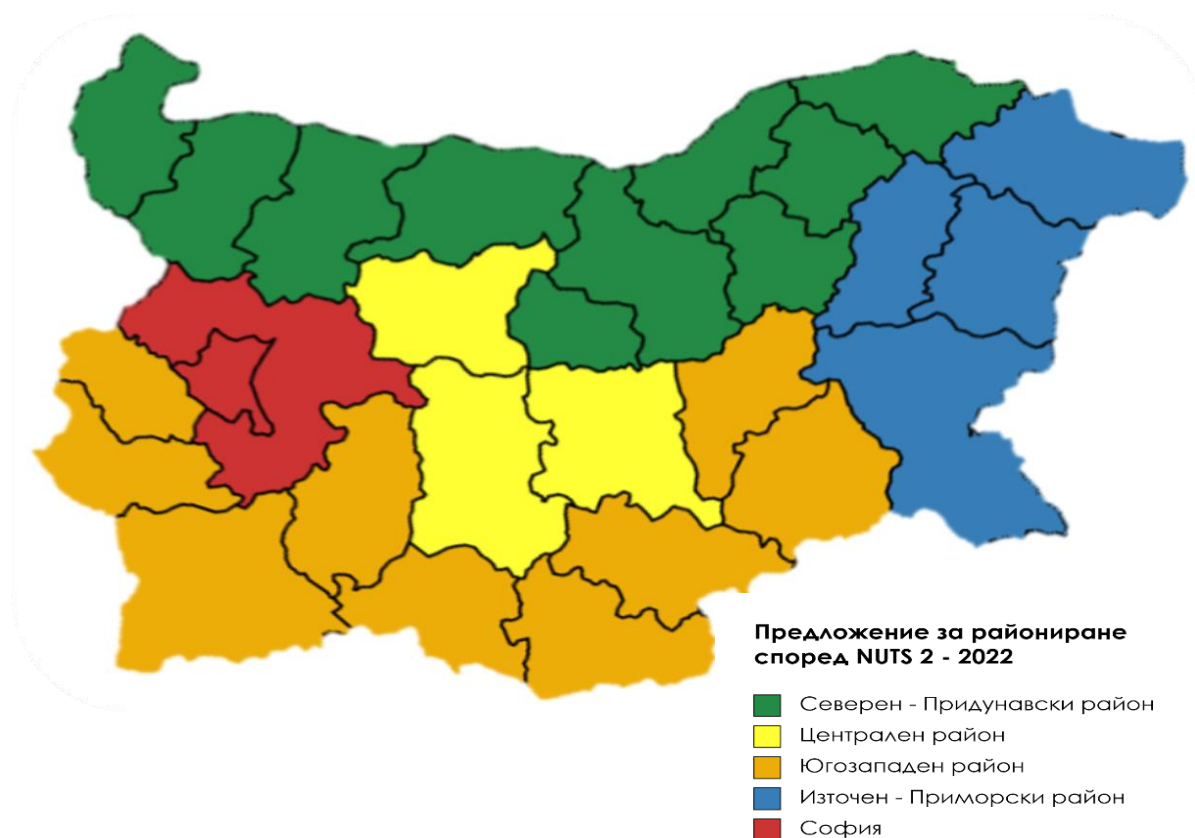 Предложение за райониране
според NUTS 2 - 2022
Северен - Придунавски район
Централен район
Югозападен район
Източен - Приморски район
София